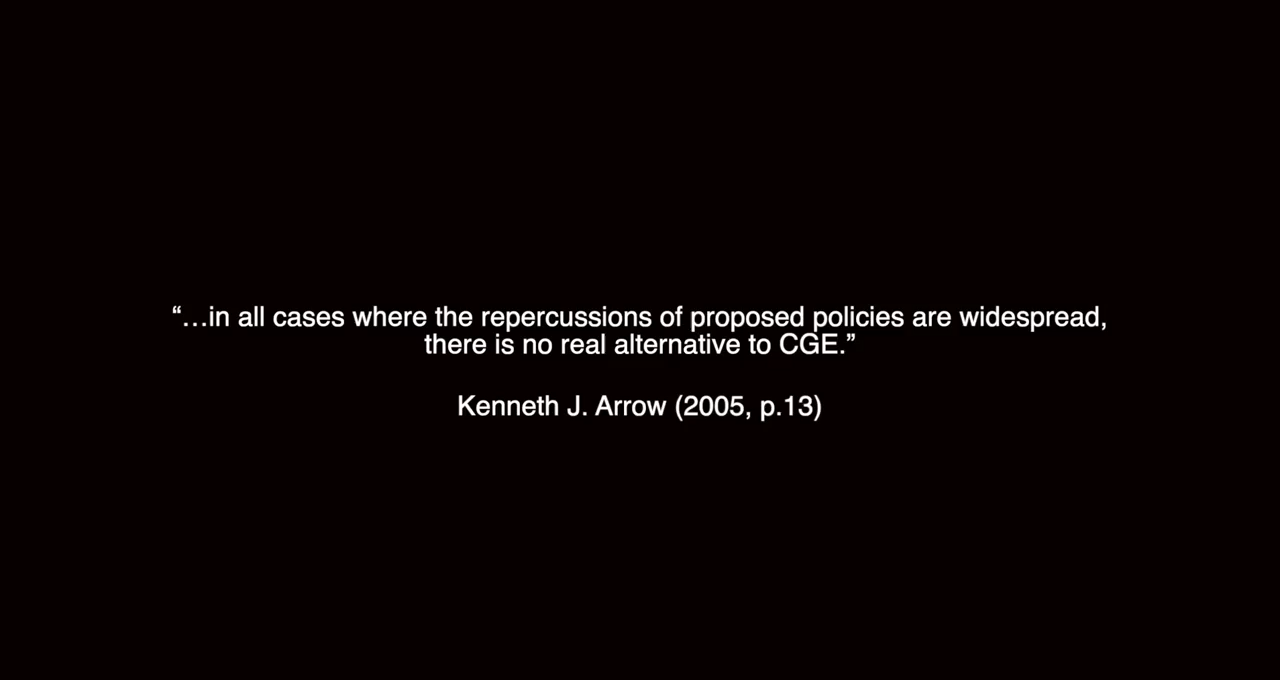 “…in all cases where the repercussions of proposed policies are widespread,
there is no real alternative to CGE.”
Kenneth J. Arrow (2005, p.13)